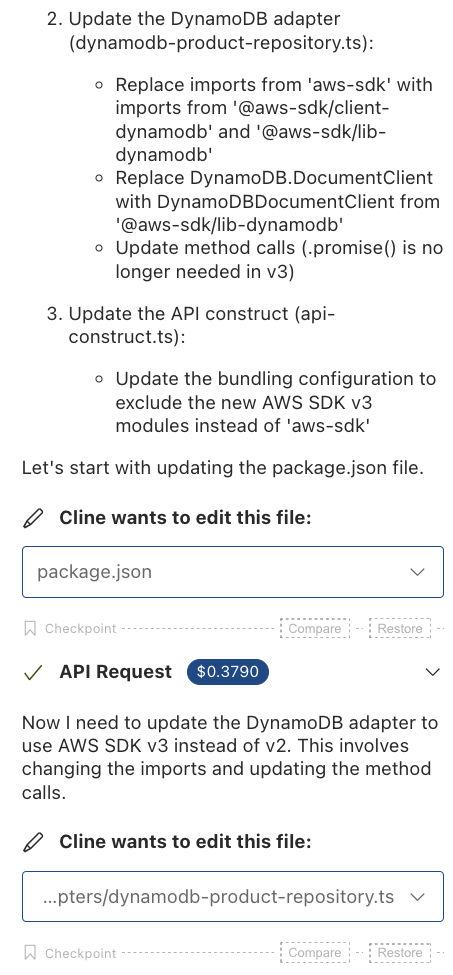 2. Update the DynamoDB adapter
(dynamodb-product-repository.ts):
Replace imports from 'aws-sdk' with
imports from '@aws-sdk/client-
dynamodb' and '@aws-sdk/lib-
dynamodb'
Replace DynamoDB.DocumentClient
with DynamoDBDocumentClient from
'@aws-sdk/lib-dynamodb'
Update method calls (.promise() is no
longer needed in v3)
3. Update the API construct (api-
construct.ts):
Update the bundling configuration to
exclude the new AWS SDK v3
modules instead of 'aws-sdk'
Let's start with updating the package.json file.
Cline wants to edit this file:
package.json
Checkpoint Compare Restore
API Request $0.3790
Now I need to update the DynamoDB adapter to
use AWS SDK v3 instead of v2. This involves
changing the imports and updating the method
calls.
Cline wants to edit this file:
...pters/dynamodb-product-repository.ts
Checkpoint Compare Restore